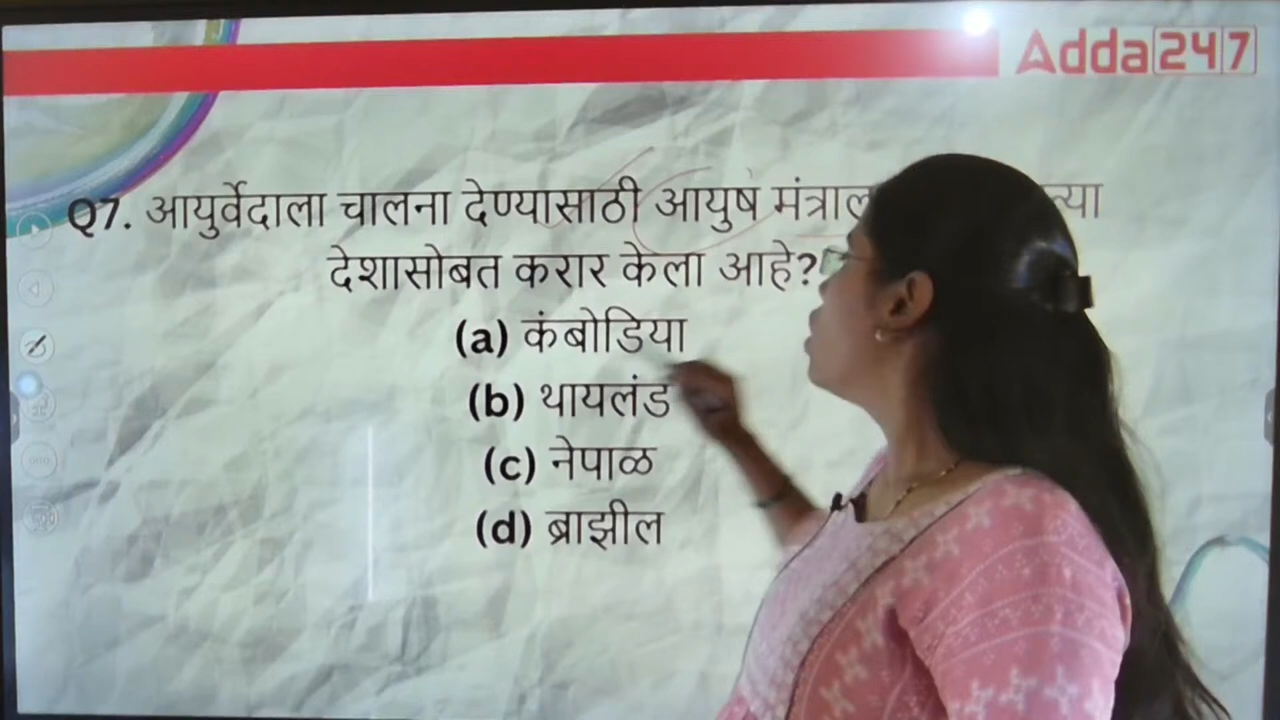 Adda247
Q7. आयुर्वेदाला चालना देण्यासाठी आयुष
देशासोबत करार केला आहे?
(a) कंबोडिया
(b) थायलंड
(c) नेपाळ
(d) ब्राझील